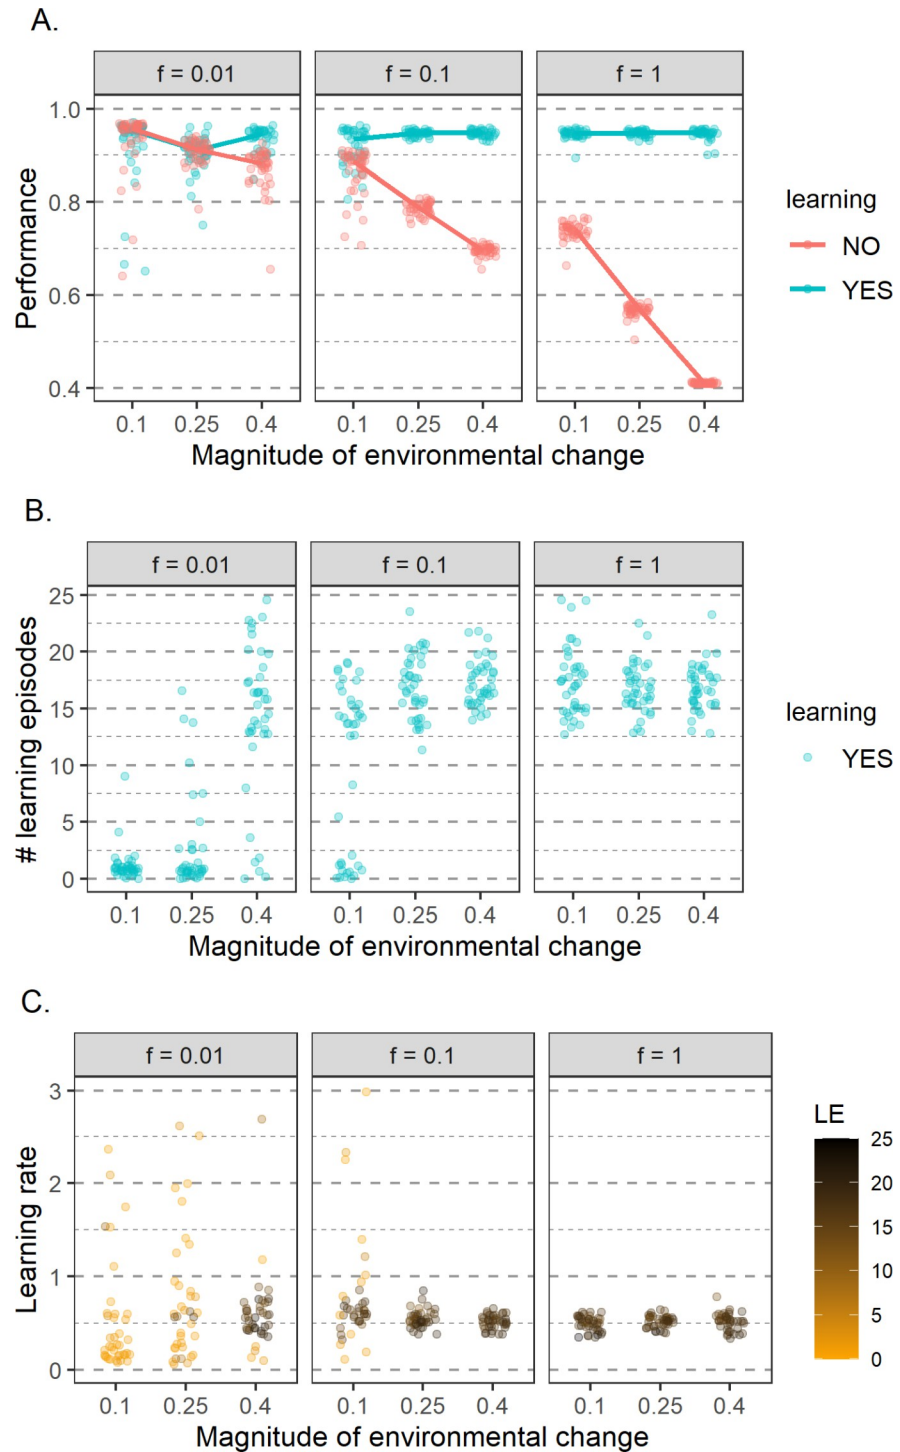 A.
f = 0.01
f = 0.1
f = 1
1.0
0.8
0.6
0.4
Performance
0.1 0.25 0.4
0.1 0.25 0.4
0.1 0.25 0.4
Magnitude of environmental change
learning
NO
YES
B.
f = 0.01
f = 0.1
f = 1
25
20
15
10
5
0
# learning episodes
0.1 0.25 0.4
0.1 0.25 0.4
0.1 0.25 0.4
Magnitude of environmental change
learning
YES
C.
f = 0.01
f = 0.1
f = 1
3
2
1
0
Learning rate
0.1 0.25 0.4
0.1 0.25 0.4
0.1 0.25 0.4
Magnitude of environmental change
LE
25
20
15
10
5
0